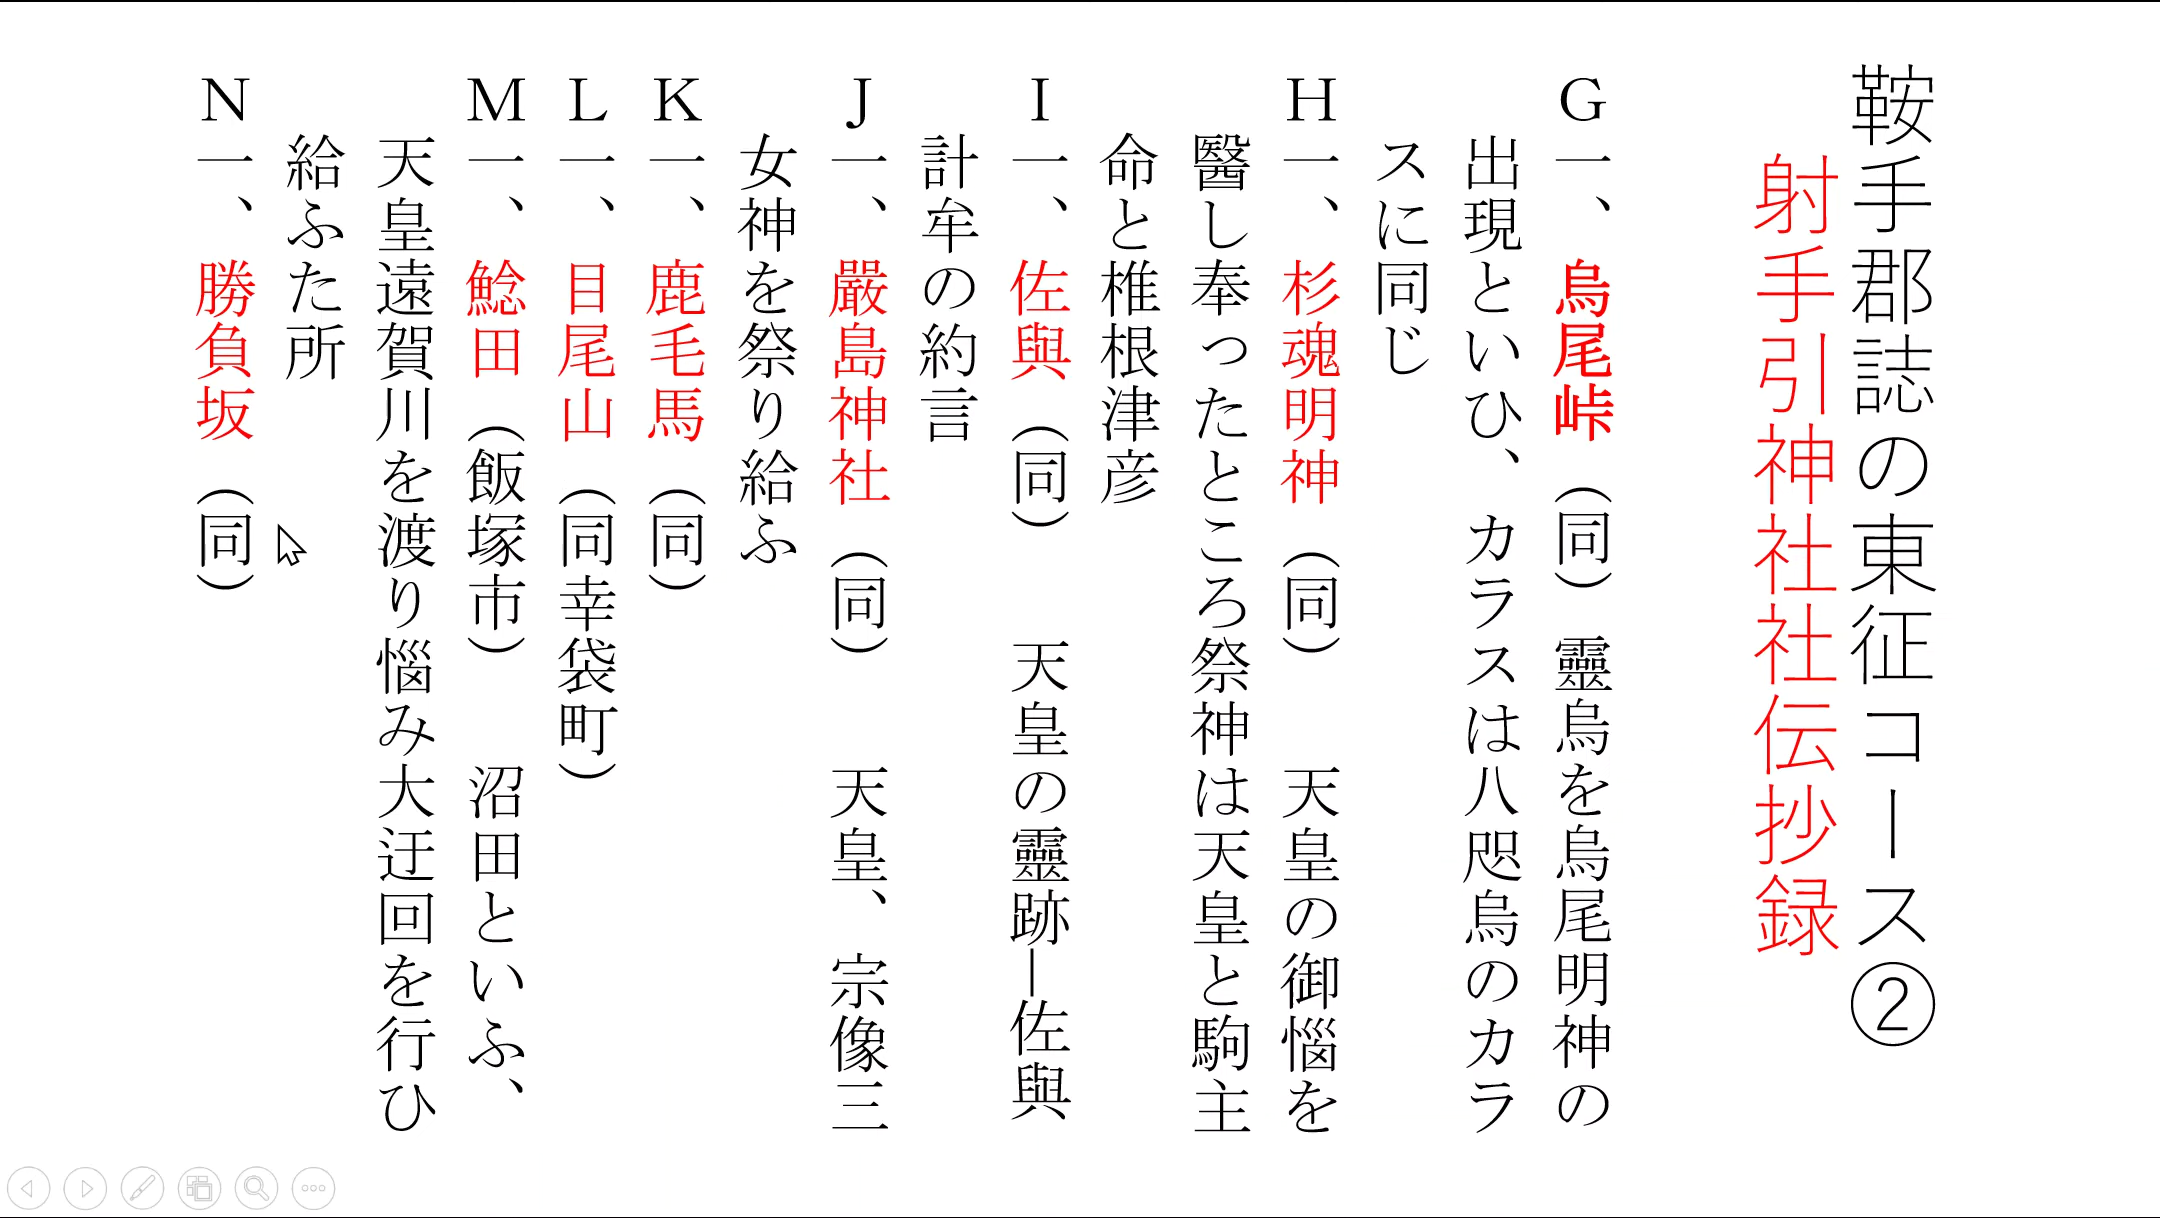 鞍手郡誌の東征コース②
射手引神社社伝抄録
G一、烏尾峠（同）靈烏を烏尾明神の
出現といひ、カラスは八咫烏のカラ
スに同じ
H一、杉魂明神（同）　天皇の御惱を
醫し奉ったところ祭神は天皇と駒主
命と椎根津彦
I一、佐與（同）　天皇の靈跡―佐與
計牟の約言
J一、嚴島神社（同）　天皇、宗像三
女神を祭り給ふ
K一、鹿毛馬（同）
L一、目尾山（同幸袋町）
M一、鯰田（飯塚市）　沼田といふ、
天皇遠賀川を渡り惱み大迂回を行ひ
給ふた所
N一、勝負坂（同）